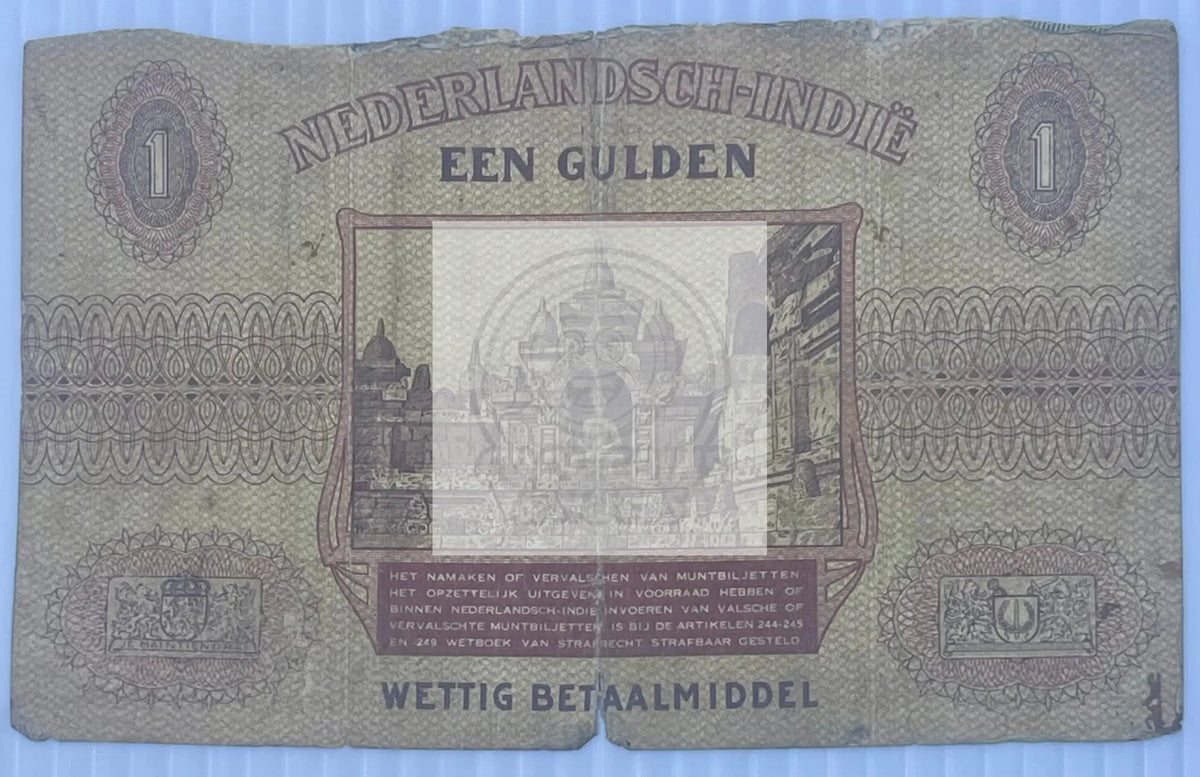 1
1
NEDERLANDSCH-INDIË
EEN GULDEN
HET NAMAKEN OF VERVALSCHEN VAN MUNTBILJETTEN
HET OPZETTELIJK UITGEVEN, IN VOORRAAD HEBBEN OF
BINNEN NEDERLANDSCH-INDIË INVOEREN VAN VALSCHE OF
VERVALSCHTE MUNTBILJETTEN, IS BIJ DE ARTIKELEN 244-245
EN -249 WETBOEK VAN STRAFRECHT STRAFBAAR GESTELD
JE MAINTIENDRAI
WETTIG BETAALMIDDEL